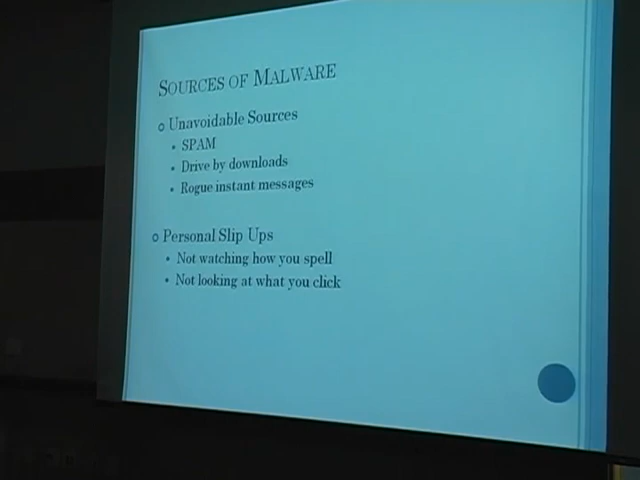 SOURCES OF MALWARE
Unavoidable Sources
SPAM
Drive by downloads
Rogue instant messages
Personal Slip Ups
Not watching how you spell
Not looking at what you click